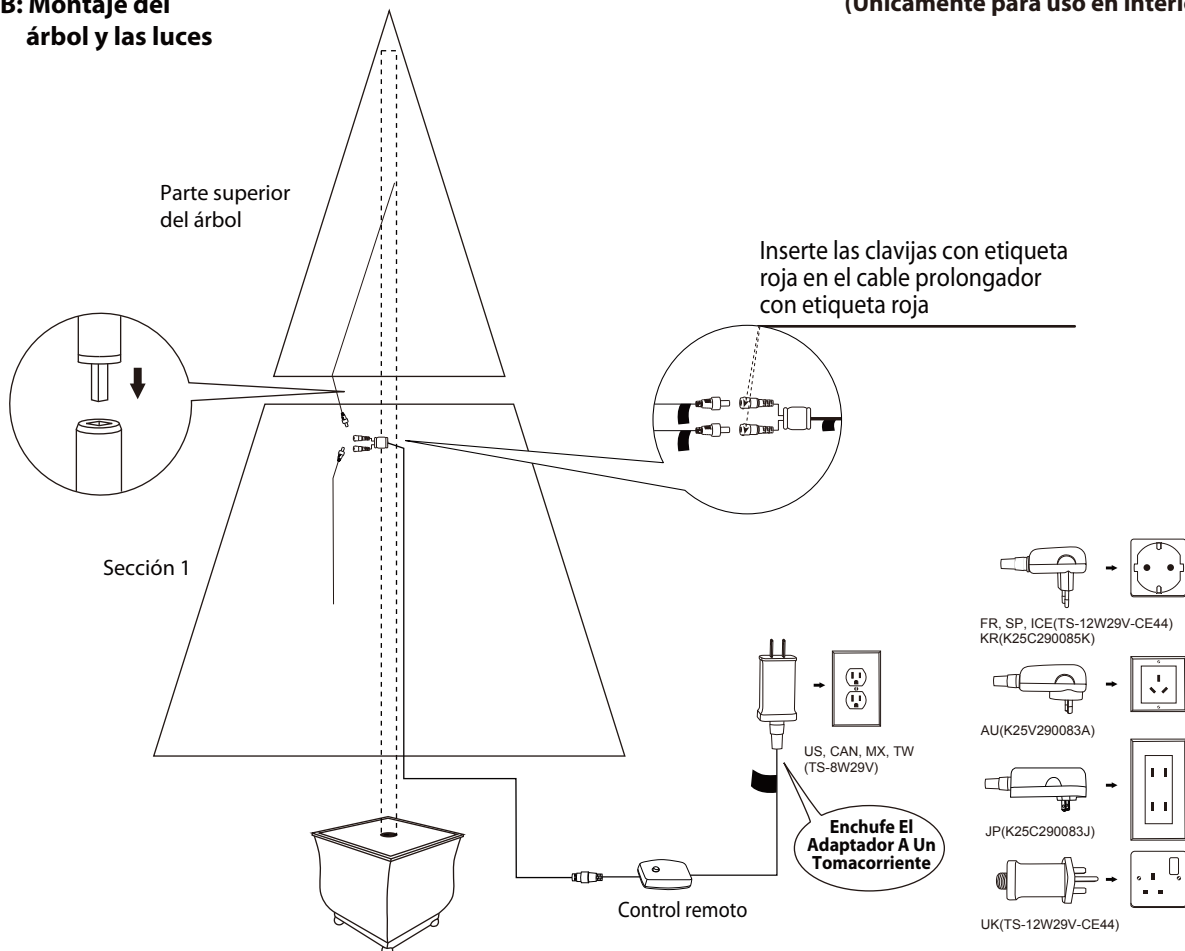 B: Montaje del
árbol y las luces
(Únicamente para uso en
Parte superior
del árbol
Inserte las clavijas con etiqueta
roja en el cable prolongador
con etiqueta roja
Sección 1
FR, SP, ICE(TS-12W29V-CE44)
KR(K25C290085K)
AU(K25V290083A)
US, CAN, MX, TW
(TS-8W29V)
JP(K25C290083J)
Enchufe El
Adaptador A Un
Tomacorriente
Control remoto
UK(TS-12W29V-CE44)